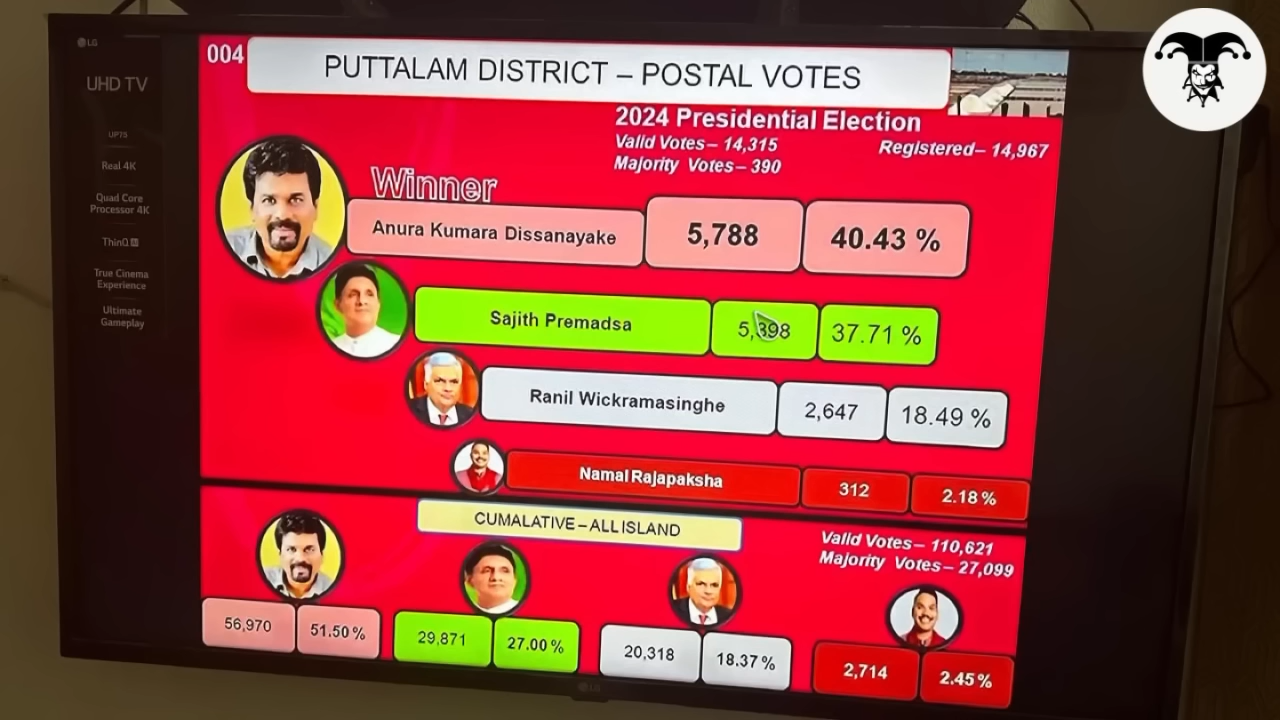 LG
UHD TV
UP75
Real 4K
Quad Core
Processor 4K
ThinQ AI
True Cinema
Experience
Ultimate
Gameplay
004
PUTTALAM DISTRICT – POSTAL VOTES
2024 Presidential Election
Valid Votes– 14,315
Registered– 14,967
Majority Votes– 390
Winner
Anura Kumara Dissanayake 5,788 40.43 %
Sajith Premadsa 5,398 37.71 %
Ranil Wickramasinghe 2,647 18.49 %
Namal Rajapaksha 312 2.18 %
CUMALATIVE – ALL ISLAND
Valid Votes– 110,621
Majority Votes– 27,099
56,970 51.50 %
29,871 27.00 %
20,318 18.37 %
2,714 2.45 %
LG